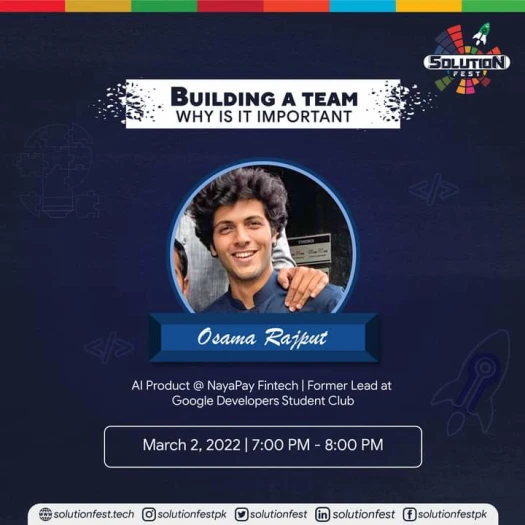 SOLUTION
FEST
BUILDING A TEAM
WHY IS IT IMPORTANT
Osama Rajput
AI Product @ NayaPay Fintech | Former Lead at
Google Developers Student Club
March 2, 2022 | 7:00 PM - 8:00 PM
solutionfest.tech solutionfestpk solutionfest solutionfest solutionfestpk